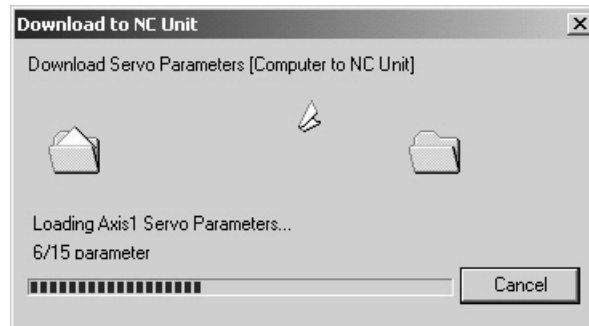 Download to NC Unit
Download Servo Parameters [Computer to NC Unit]
Loading Axis1 Servo Parameters...
6/15 parameter
Cancel